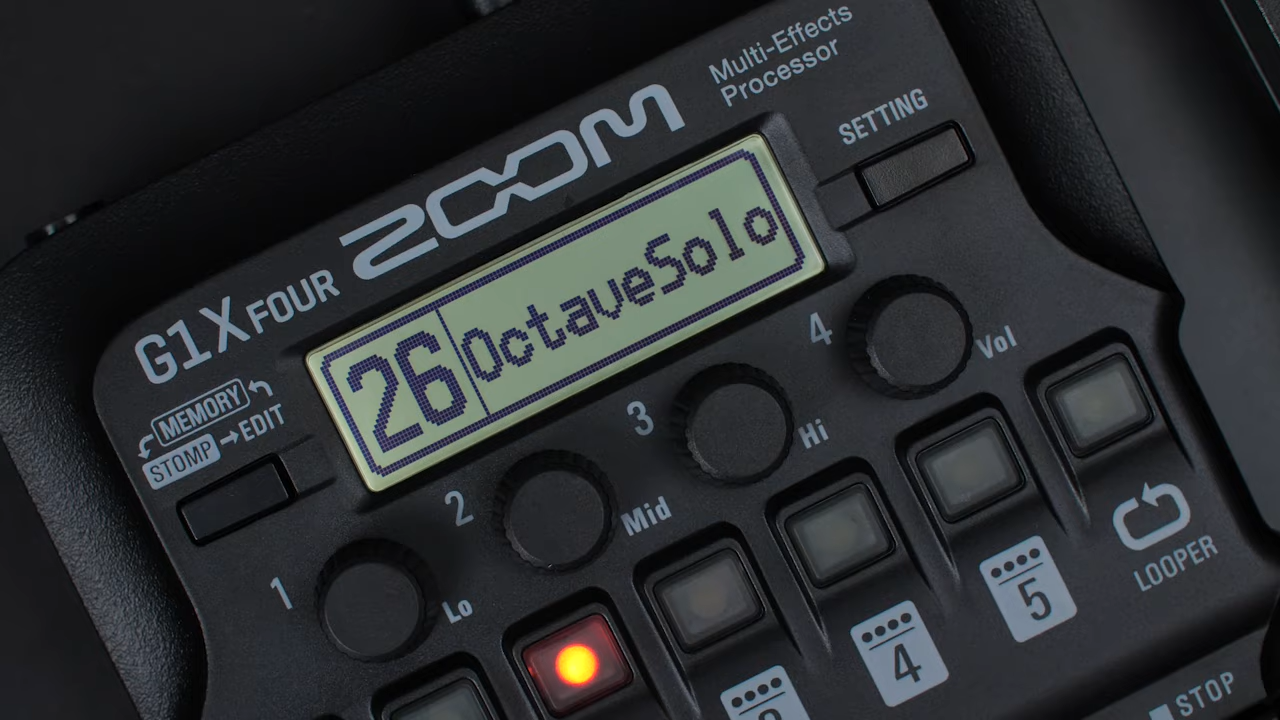 Multi-Effects
Processor
ZOOM
SETTING
G1X FOUR
26 OctaveSolo
MEMORY
STOMP → EDIT
4
Vol
3
Hi
2
Mid
1
Lo
LOOPER
5
4
STOP